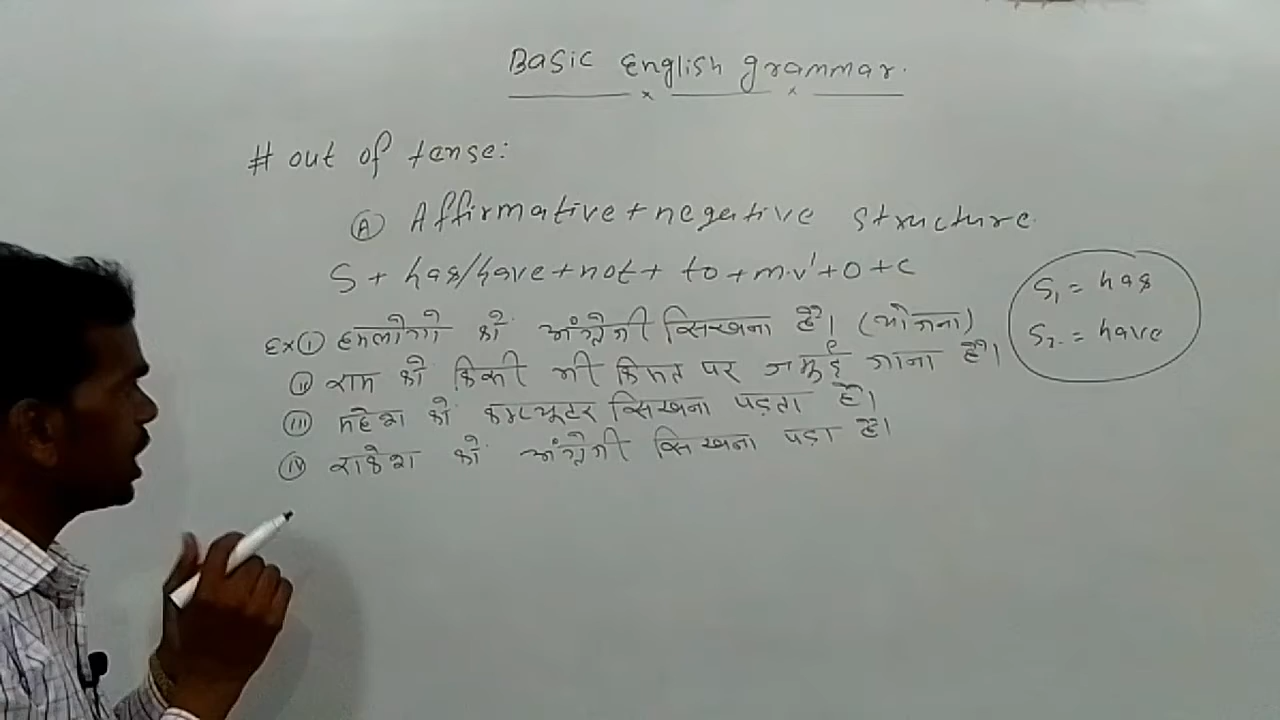 Basic English grammar.
# out of tense:
Ⓐ Affirmative + negative structure
S + has/have + not + to + m.v¹ + O + C
S₁ = has
S₂ = have
Ex ① हमलोगो को अंग्रेजी सिखना है। (योजना)
(ii) राम को किसी भी किमत पर जमुई जाना है।
(iii) महेश को कम्प्यूटर सिखना पड़ता है।
(iv) राकेश को अंग्रेजी सिखना पड़ा है।